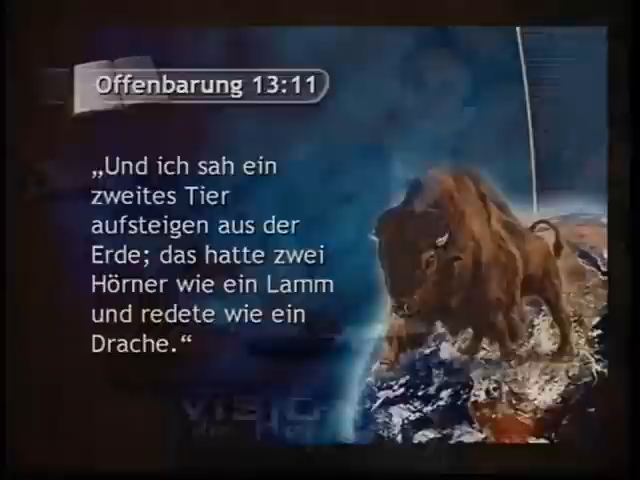 Offenbarung 13:11
„Und ich sah ein
zweites Tier
aufsteigen aus der
Erde; das hatte zwei
Hörner wie ein Lamm
und redete wie ein
Drache.“